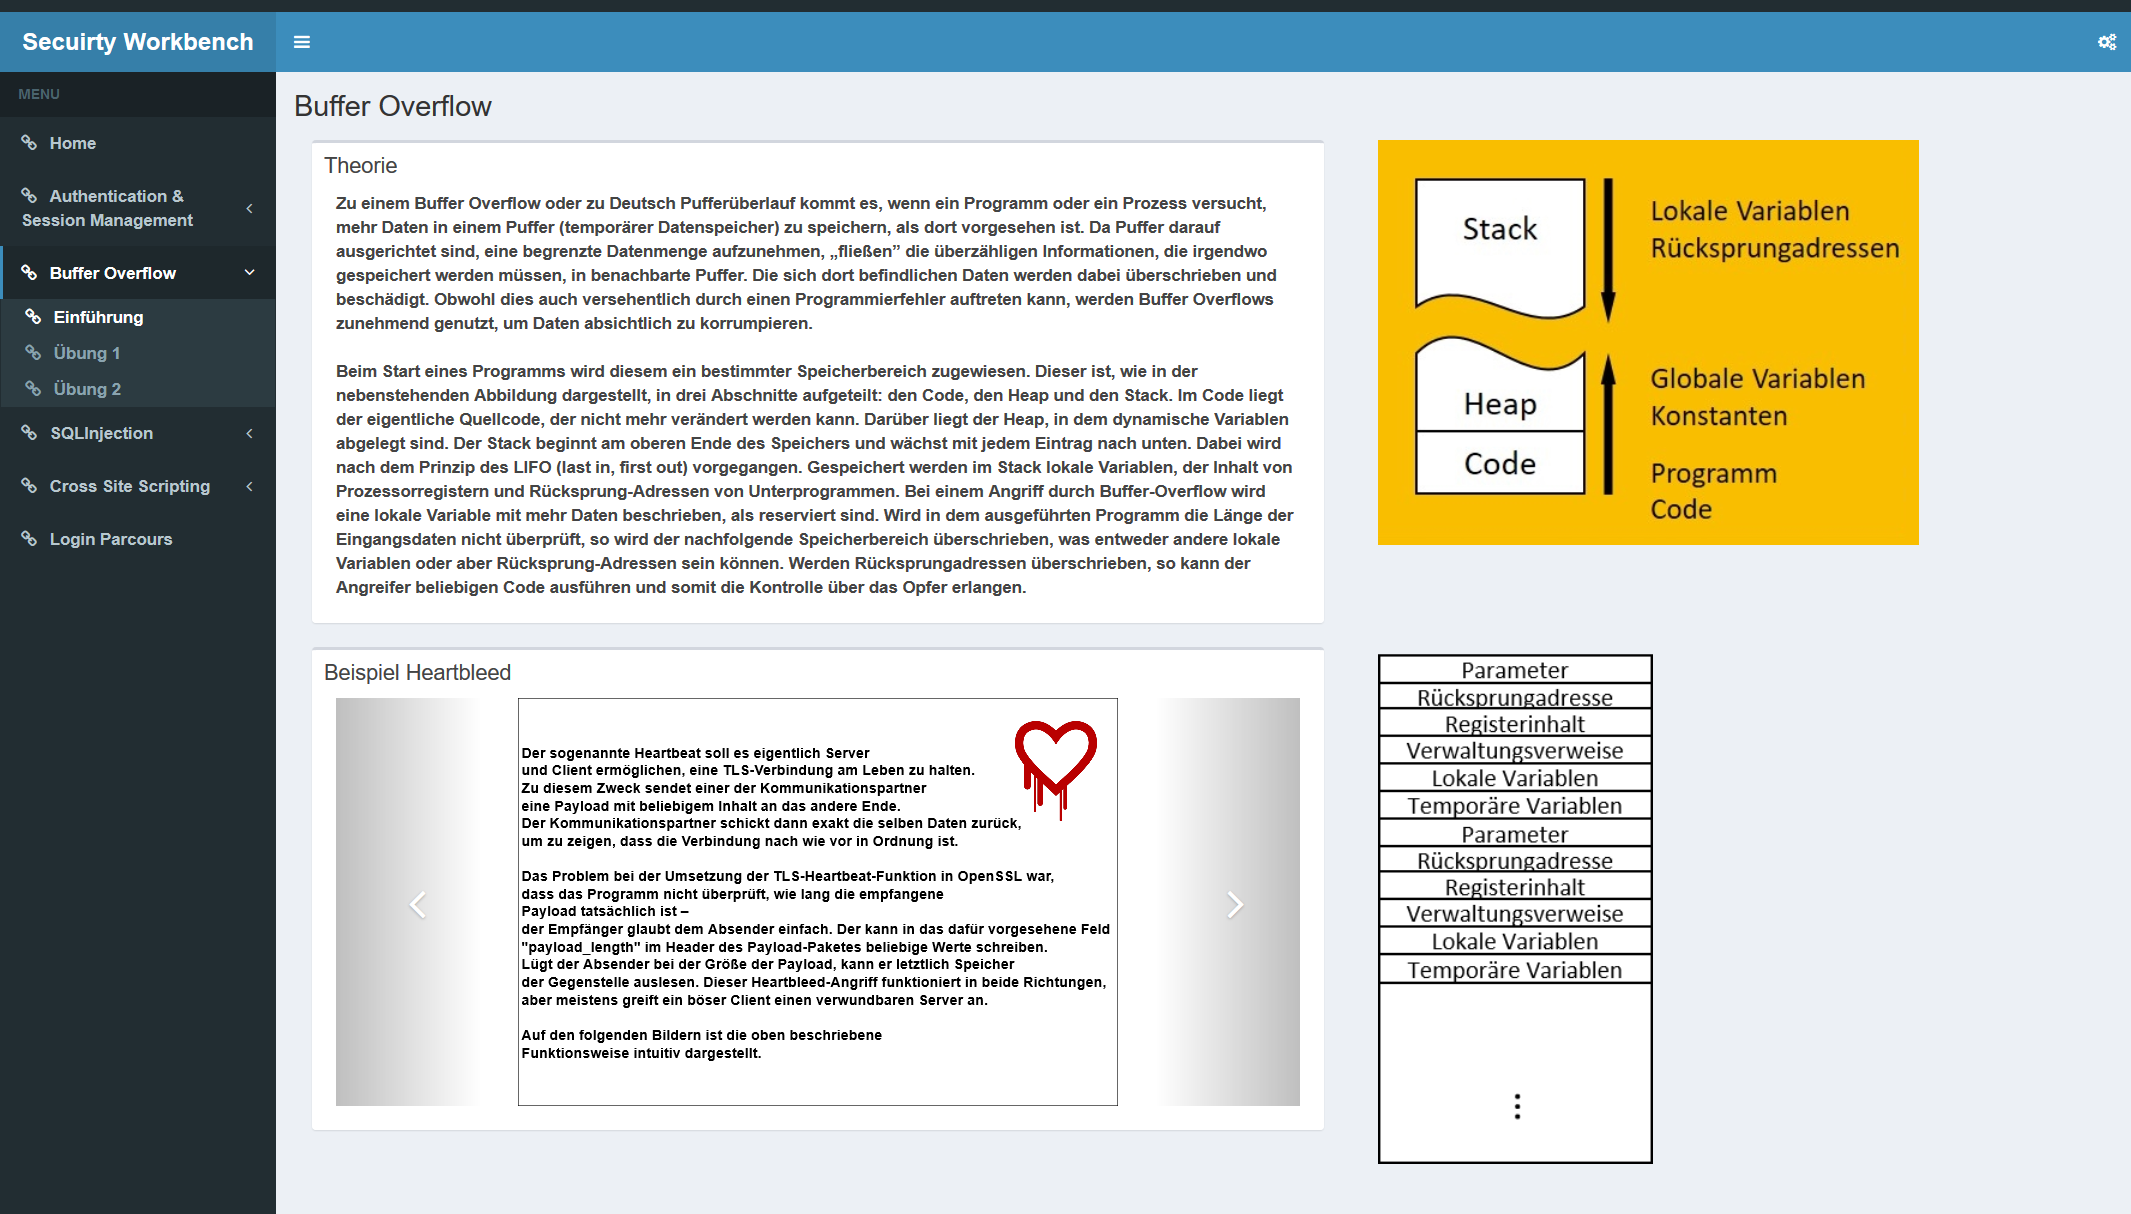 Secuirty Workbench
MENU
Home
Authentication &
Session Management
Buffer Overflow
Einführung
Übung 1
Übung 2
SQLInjection
Cross Site Scripting
Login Parcours
Buffer Overflow
Theorie
Zu einem Buffer Overflow oder zu Deutsch Pufferüberlauf kommt es, wenn ein Programm oder ein Prozess versucht,
mehr Daten in einem Puffer (temporärer Datenspeicher) zu speichern, als dort vorgesehen ist. Da Puffer darauf
ausgerichtet sind, eine begrenzte Datenmenge aufzunehmen, „fließen” die überzähligen Informationen, die irgendwo
gespeichert werden müssen, in benachbarte Puffer. Die sich dort befindlichen Daten werden dabei überschrieben und
beschädigt. Obwohl dies auch versehentlich durch einen Programmierfehler auftreten kann, werden Buffer Overflows
zunehmend genutzt, um Daten absichtlich zu korrumpieren.
Beim Start eines Programms wird diesem ein bestimmter Speicherbereich zugewiesen. Dieser ist, wie in der
nebenstehenden Abbildung dargestellt, in drei Abschnitte aufgeteilt: den Code, den Heap und den Stack. Im Code liegt
der eigentliche Quellcode, der nicht mehr verändert werden kann. Darüber liegt der Heap, in dem dynamische Variablen
abgelegt sind. Der Stack beginnt am oberen Ende des Speichers und wächst mit jedem Eintrag nach unten. Dabei wird
nach dem Prinzip des LIFO (last in, first out) vorgegangen. Gespeichert werden im Stack lokale Variablen, der Inhalt von
Prozessorregistern und Rücksprung-Adressen von Unterprogrammen. Bei einem Angriff durch Buffer-Overflow wird
eine lokale Variable mit mehr Daten beschrieben, als reserviert sind. Wird in dem ausgeführten Programm die Länge der
Eingangsdaten nicht überprüft, so wird der nachfolgende Speicherbereich überschrieben, was entweder andere lokale
Variablen oder aber Rücksprung-Adressen sein können. Werden Rücksprungadressen überschrieben, so kann der
Angreifer beliebigen Code ausführen und somit die Kontrolle über das Opfer erlangen.
Stack
Lokale Variablen
Rücksprungadressen
Heap
Globale Variablen
Konstanten
Code
Programm
Code
Beispiel Heartbleed
Der sogenannte Heartbeat soll es eigentlich Server
und Client ermöglichen, eine TLS-Verbindung am Leben zu halten.
Zu diesem Zweck sendet einer der Kommunikationspartner
eine Payload mit beliebigem Inhalt an das andere Ende.
Der Kommunikationspartner schickt dann exakt die selben Daten zurück,
um zu zeigen, dass die Verbindung nach wie vor in Ordnung ist.
Das Problem bei der Umsetzung der TLS-Heartbeat-Funktion in OpenSSL war,
dass das Programm nicht überprüft, wie lang die empfangene
Payload tatsächlich ist –
der Empfänger glaubt dem Absender einfach. Der kann in das dafür vorgesehene Feld
"payload_length" im Header des Payload-Paketes beliebige Werte schreiben.
Lügt der Absender bei der Größe der Payload, kann er letztlich Speicher
der Gegenstelle auslesen. Dieser Heartbleed-Angriff funktioniert in beide Richtungen,
aber meistens greift ein böser Client einen verwundbaren Server an.
Auf den folgenden Bildern ist die oben beschriebene
Funktionsweise intuitiv dargestellt.
Parameter
Rücksprungadresse
Registerinhalt
Verwaltungsverweise
Lokale Variablen
Temporäre Variablen
Parameter
Rücksprungadresse
Registerinhalt
Verwaltungsverweise
Lokale Variablen
Temporäre Variablen
⋮